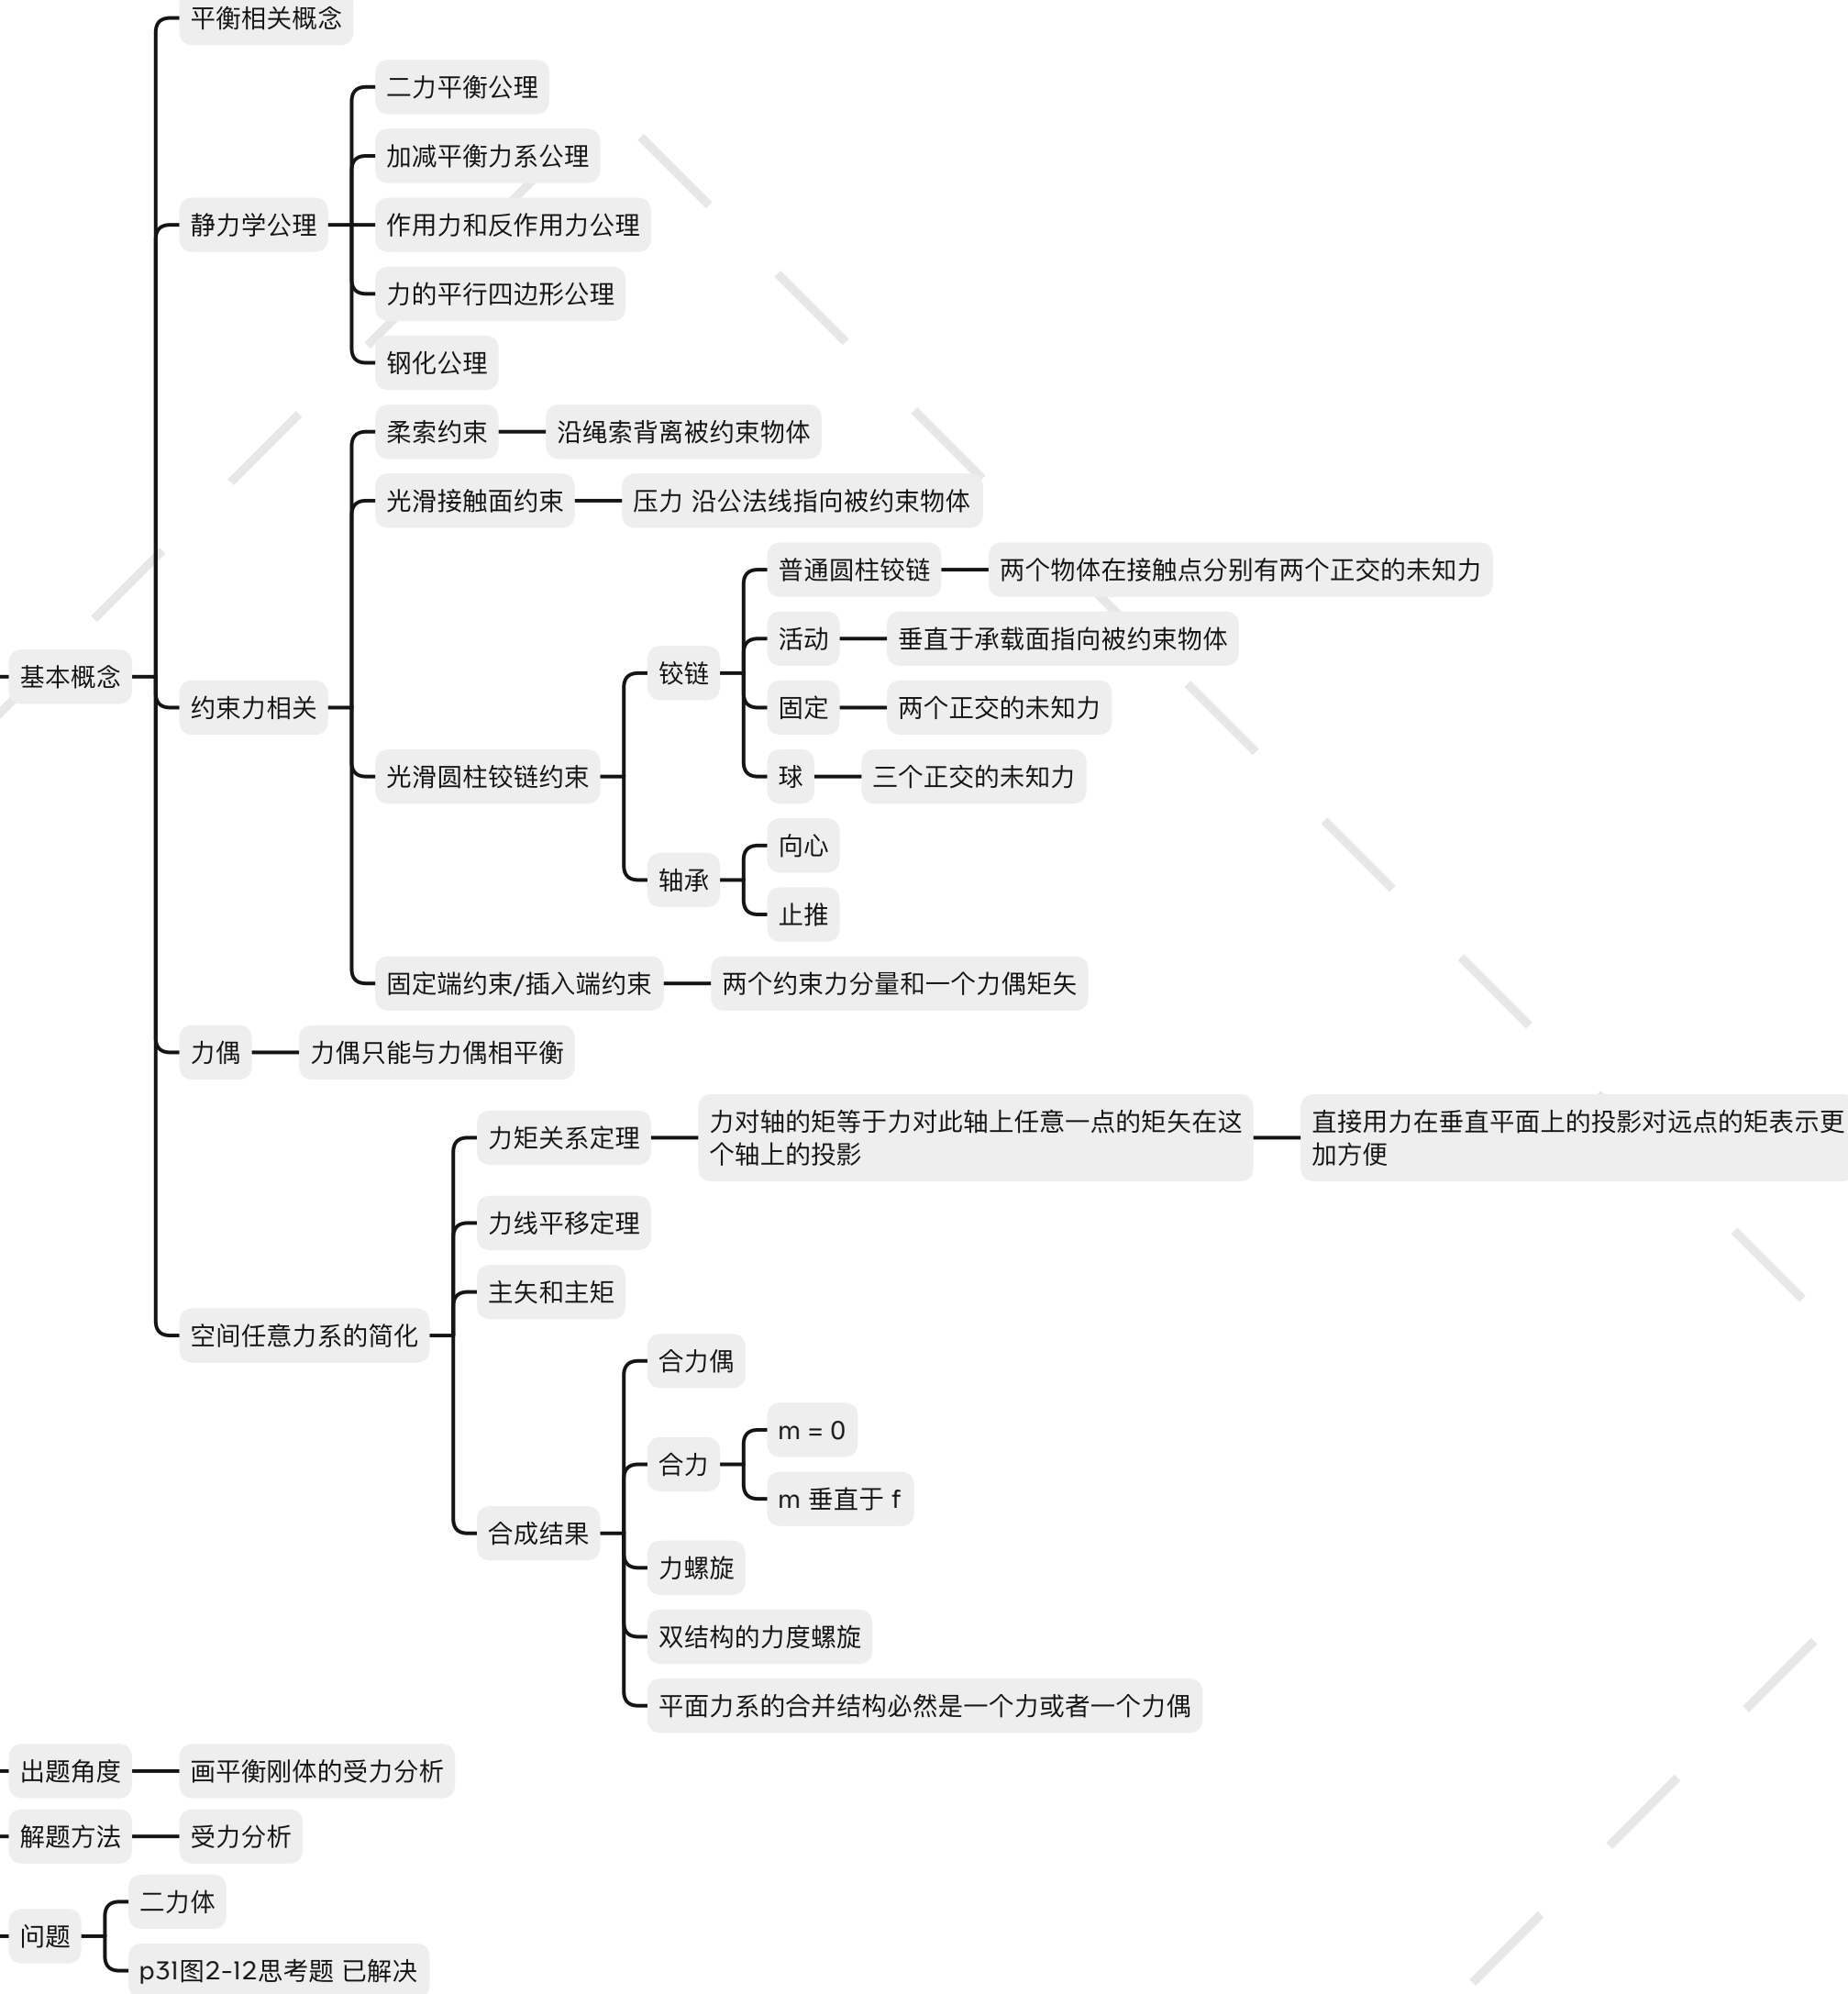 平衡相关概念
二力平衡公理
加减平衡力系公理
静力学公理
作用力和反作用力公理
力的平行四边形公理
钢化公理
柔索约束
沿绳索背离被约束物体
光滑接触面约束
压力 沿公法线指向被约束物体
普通圆柱铰链
两个物体在接触点分别有两个正交的未知力
活动
垂直于承载面指向被约束物体
铰链
基本概念
约束力相关
固定
两个正交的未知力
光滑圆柱铰链约束
球
三个正交的未知力
向心
轴承
止推
固定端约束/插入端约束
两个约束力分量和一个力偶矩矢
力偶
力偶只能与力偶相平衡
力矩关系定理
力对轴的矩等于力对此轴上任意一点的矩矢在这
个轴上的投影
直接用力在垂直平面上的投影对远点的矩表示更
加方便
力线平移定理
主矢和主矩
空间任意力系的简化
合力偶
m = 0
合力
m 垂直于 f
合成结果
力螺旋
双结构的力度螺旋
平面力系的合并结构必然是一个力或者一个力偶
出题角度
画平衡刚体的受力分析
解题方法
受力分析
二力体
问题
p31图2-12思考题 已解决